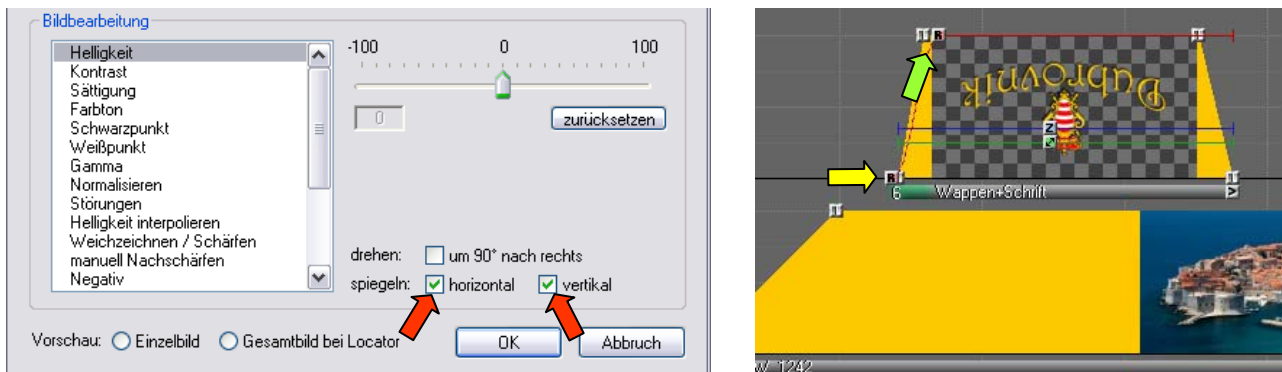 Bildbearbeitung
Helligkeit
Kontrast
Sättigung
Farbton
Schwarzpunkt
Weißpunkt
Gamma
Normalisieren
Störungen
Helligkeit interpolieren
Weichzeichnen / Schärfen
manuell Nachschärfen
Negativ
-100 0 100
0
zurücksetzen
drehen: um 90° nach rechts
spiegeln: horizontal vertikal
Vorschau: Einzelbild Gesamtbild bei Locator
OK Abbruch
R
Dubrovnik
Z
R
6 Wappen+Schrift >
W 1242